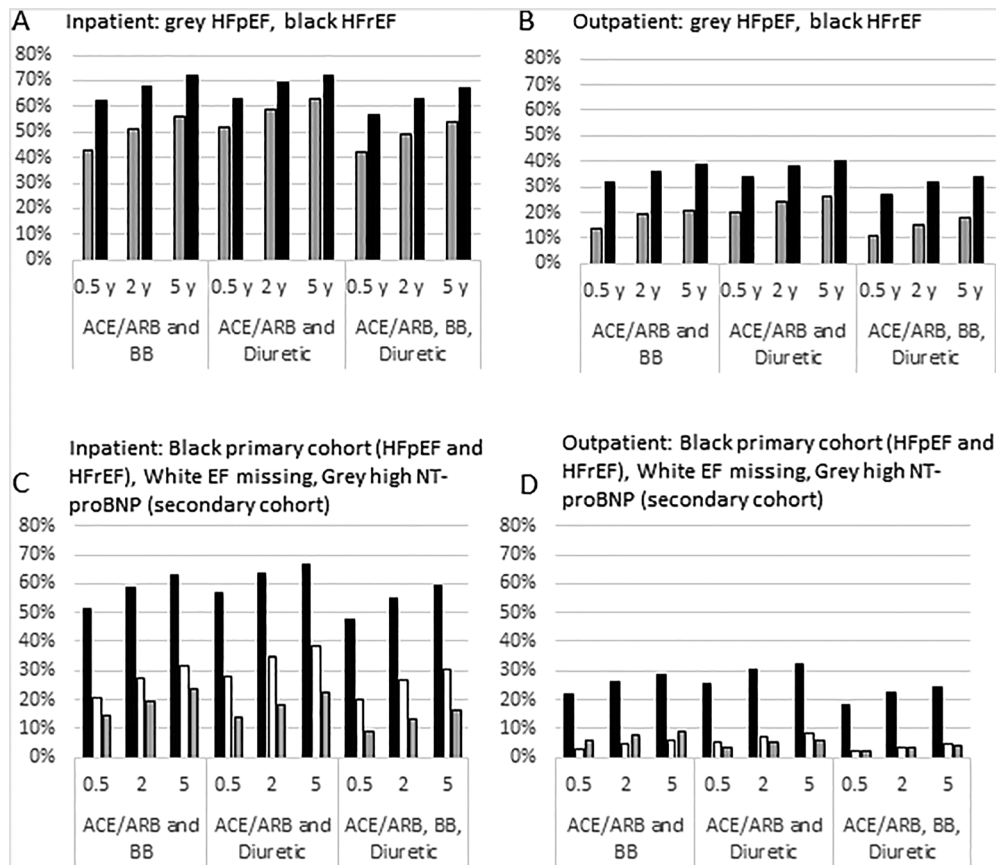 A Inpatient: grey HFpEF, black HFrEF
80%
70%
60%
50%
40%
30%
20%
10%
0%
0.5 y 2 y 5 y 0.5 y 2 y 5 y 0.5 y 2 y 5 y
ACE/ARB and BB
ACE/ARB and Diuretic
ACE/ARB, BB, Diuretic
B Outpatient: grey HFpEF, black HFrEF
80%
70%
60%
50%
40%
30%
20%
10%
0%
0.5 y 2 y 5 y 0.5 y 2 y 5 y 0.5 y 2 y 5 y
ACE/ARB and BB
ACE/ARB and Diuretic
ACE/ARB, BB, Diuretic
C
Inpatient: Black primary cohort (HFpEF and
HFrEF), White EF missing, Grey high NT-
proBNP (secondary cohort)
80%
70%
60%
50%
40%
30%
20%
10%
0%
0.5 2 5 0.5 2 5 0.5 2 5
ACE/ARB and BB
ACE/ARB and Diuretic
ACE/ARB, BB, Diuretic
D
Outpatient: Black primary cohort (HFpEF and
HFrEF), White EF missing, Grey high NT-
proBNP (secondary cohort)
80%
70%
60%
50%
40%
30%
20%
10%
0%
0.5 2 5 0.5 2 5 0.5 2 5
ACE/ARB and BB
ACE/ARB and Diuretic
ACE/ARB, BB, Diuretic